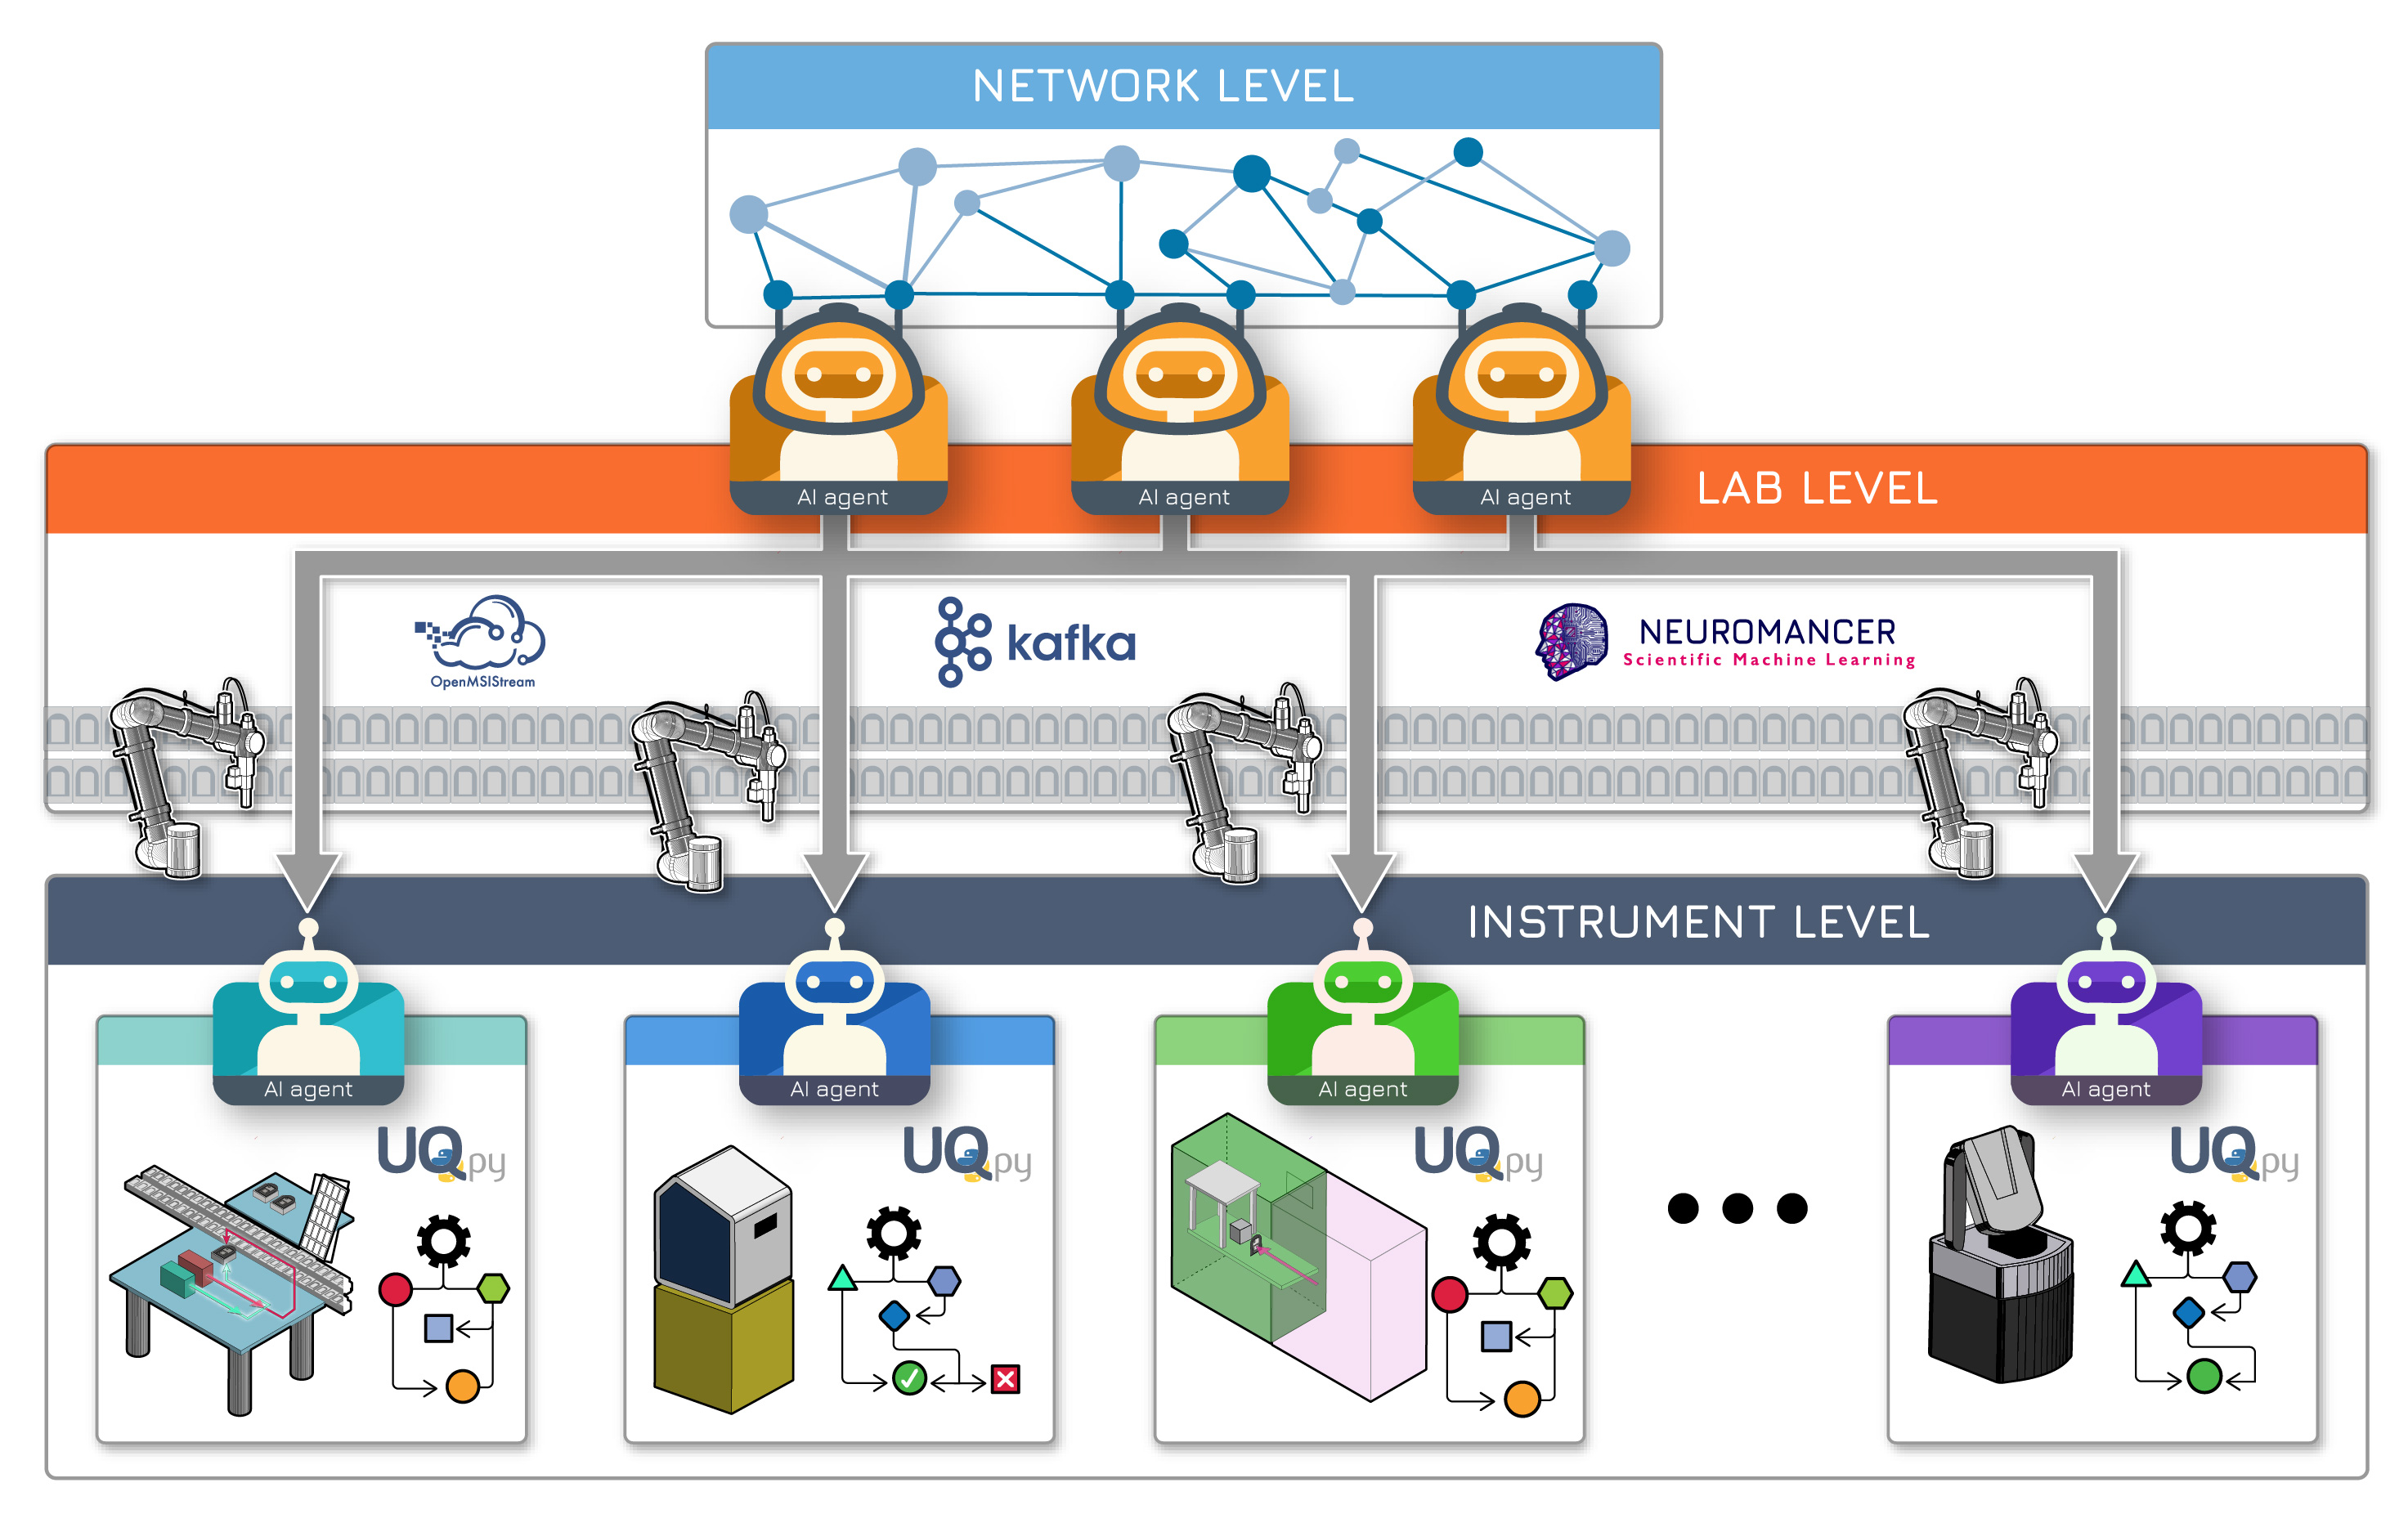 NETWORK LEVEL
AI agent
AI agent
AI agent
LAB LEVEL
OpenMSIStream
kafka
NEUROMANCER
Scientific Machine Learning
INSTRUMENT LEVEL
AI agent
AI agent
AI agent
AI agent
UQpy
UQpy
UQpy
UQpy